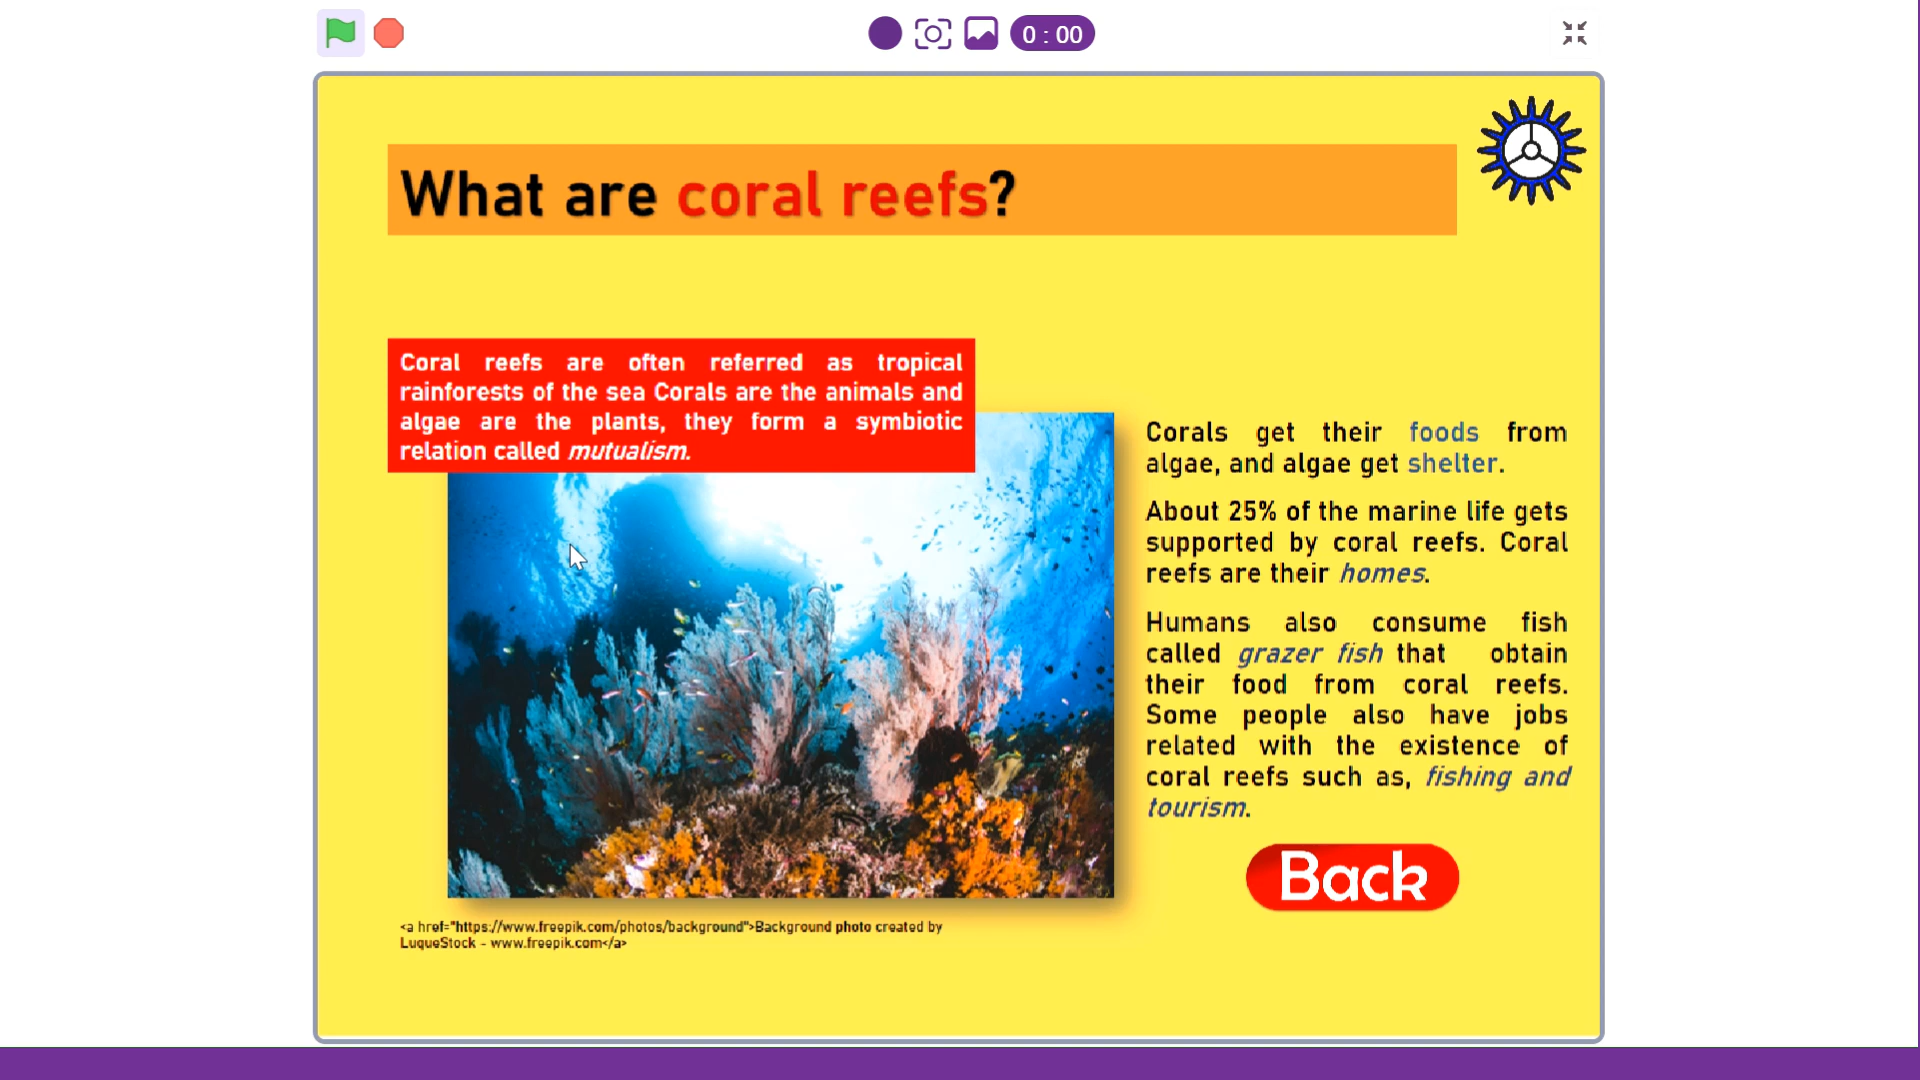 0 : 00
What are coral reefs?
Coral reefs are often referred as tropical
rainforests of the sea Corals are the animals and
algae are the plants, they form a symbiotic
relation called mutualism.
Corals get their foods from
algae, and algae get shelter.
About 25% of the marine life gets
supported by coral reefs. Coral
reefs are their homes.
Humans also consume fish
called grazer fish that obtain
their food from coral reefs.
Some people also have jobs
related with the existence of
coral reefs such as, fishing and
tourism.
Back
<a href="https://www.freepik.com/photos/background">Background photo created by
LuqueStock - www.freepik.com</a>